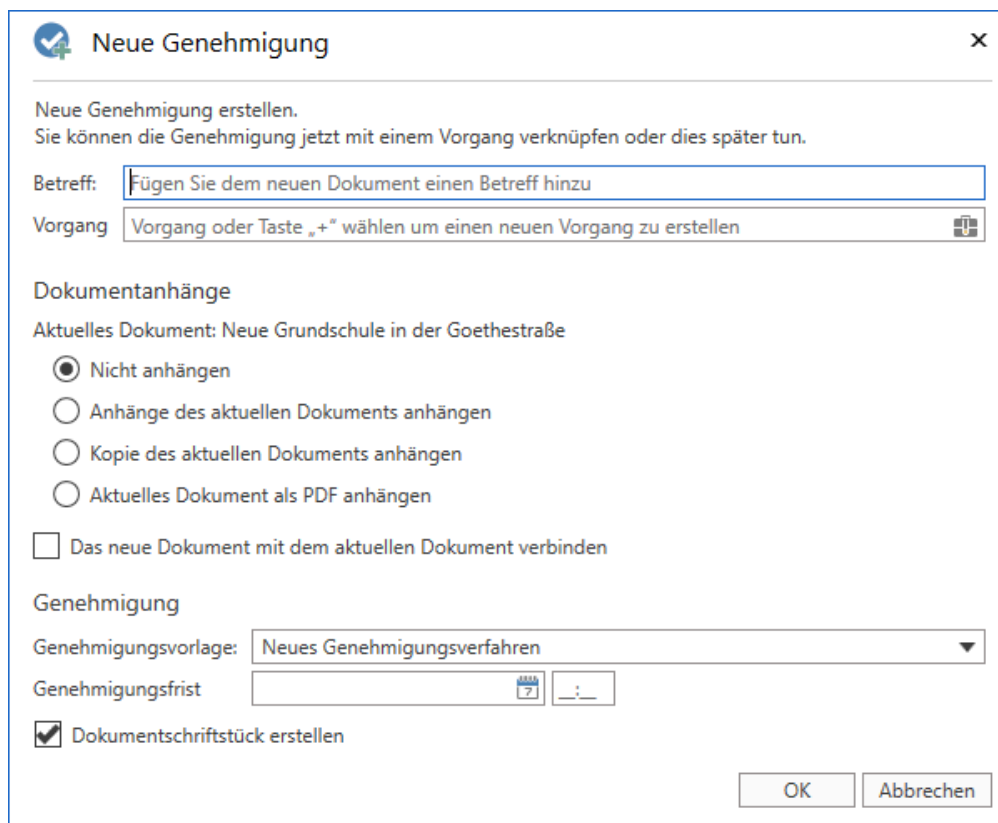 Neue Genehmigung
Neue Genehmigung erstellen.
Sie können die Genehmigung jetzt mit einem Vorgang verknüpfen oder dies später tun.
Betreff: Fügen Sie dem neuen Dokument einen Betreff hinzu
Vorgang Vorgang oder Taste „+“ wählen um einen neuen Vorgang zu erstellen
Dokumentanhänge
Aktuelles Dokument: Neue Grundschule in der Goethestraße
Nicht anhängen
Anhänge des aktuellen Dokuments anhängen
Kopie des aktuellen Dokuments anhängen
Aktuelles Dokument als PDF anhängen
Das neue Dokument mit dem aktuellen Dokument verbinden
Genehmigung
Genehmigungsvorlage: Neues Genehmigungsverfahren
Genehmigungsfrist 7 __:__
Dokumentschriftstück erstellen
OK Abbrechen